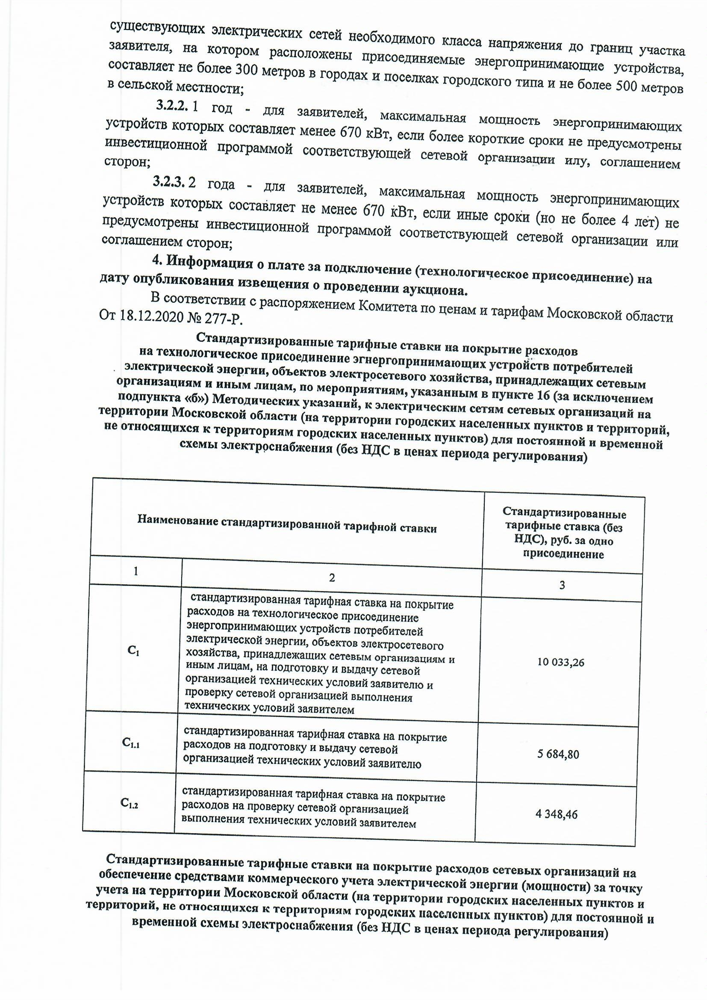 существующих электрических сетей необходимого класса напряжения до границ участка
заявителя, на котором расположены присоединяемые энергопринимающие устройства,
составляет не более 300 метров в городах и поселках городского типа и не более 500 метров
в сельской местности;
3.2.2. 1 год - для заявителей, максимальная мощность энергопринимающих
устройств которых составляет менее 670 кВт, если более короткие сроки не предусмотрены
инвестиционной программой соответствующей сетевой организации илу, соглашением
сторон;
3.2.3. 2 года - для заявителей, максимальная мощность энергопринимающих
устройств которых составляет не менее 670 кВт, если иные сроки (но не более 4 лет) не
предусмотрены инвестиционной программой соответствующей сетевой организации или
соглашением сторон;
4. Информация о плате за подключение (технологическое присоединение) на
дату опубликования извещения о проведении аукциона.
В соответствии с распоряжением Комитета по ценам и тарифам Московской области
От 18.12.2020 № 277-Р.
Стандартизированные тарифные ставки на покрытие расходов
на технологическое присоединение эгнергопринимающих устройств потребителей
электрической энергии, объектов электросетевого хозяйства, принадлежащих сетевым
организациям и иным лицам, по мероприятиям, указанным в пункте 16 (за исключением
подпункта «б») Методических указаний, к электрическим сетям сетевых организаций на
территории Московской области (на территории городских населенных пунктов и территорий,
не относящихся к территориям городских населенных пунктов) для постоянной и временной
схемы электроснабжения (без НДС в ценах периода регулирования)
Наименование стандартизированной тарифной ставки
Стандартизированные
тарифные ставка (без
НДС), руб. за одно
присоединение
1
2
3
С1
стандартизированная тарифная ставка на покрытие
расходов на технологическое присоединение
энергопринимающих устройств потребителей
электрической энергии, объектов электросетевого
хозяйства, принадлежащих сетевым организациям и
иным лицам, на подготовку и выдачу сетевой
организацией технических условий заявителю и
проверку сетевой организацией выполнения
технических условий заявителем
10 033,26
С1.1
стандартизированная тарифная ставка на покрытие
расходов на подготовку и выдачу сетевой
организацией технических условий заявителю
5 684,80
С1.2
стандартизированная тарифная ставка на покрытие
расходов на проверку сетевой организацией
выполнения технических условий заявителем
4 348,46
Стандартизированные тарифные ставки на покрытие расходов сетевых организаций на
обеспечение средствами коммерческого учета электрической энергии (мощности) за точку
учета на территории Московской области (на территории городских населенных пунктов и
территорий, не относящихся к территориям городских населенных пунктов) для постоянной и
временной схемы электроснабжения (без НДС в ценах периода регулирования)